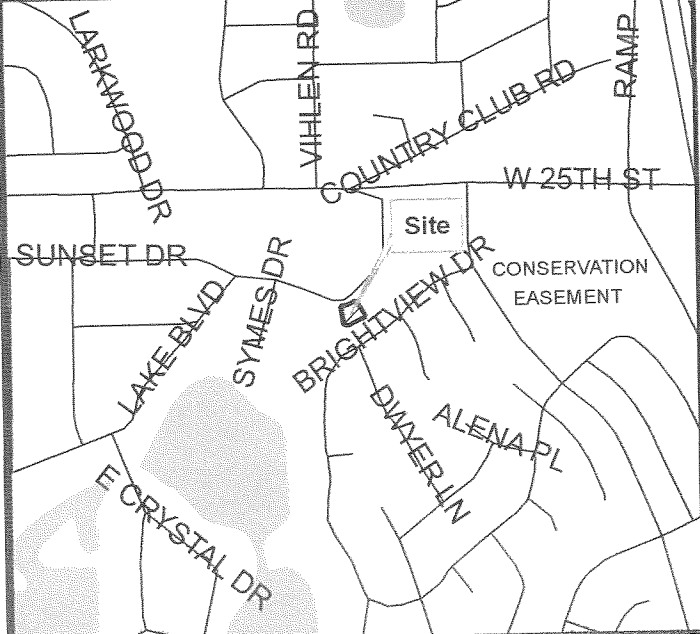 LARKWOOD DR
VIHLEN RD
RAMP
COUNTRY CLUB RD
W 25TH ST
Site
SUNSET DR
CONSERVATION
EASEMENT
SYMES DR
BRIGHTVIEW DR
LAKE BLVD
DWYER LN
ALENA PL
E CRYSTAL DR